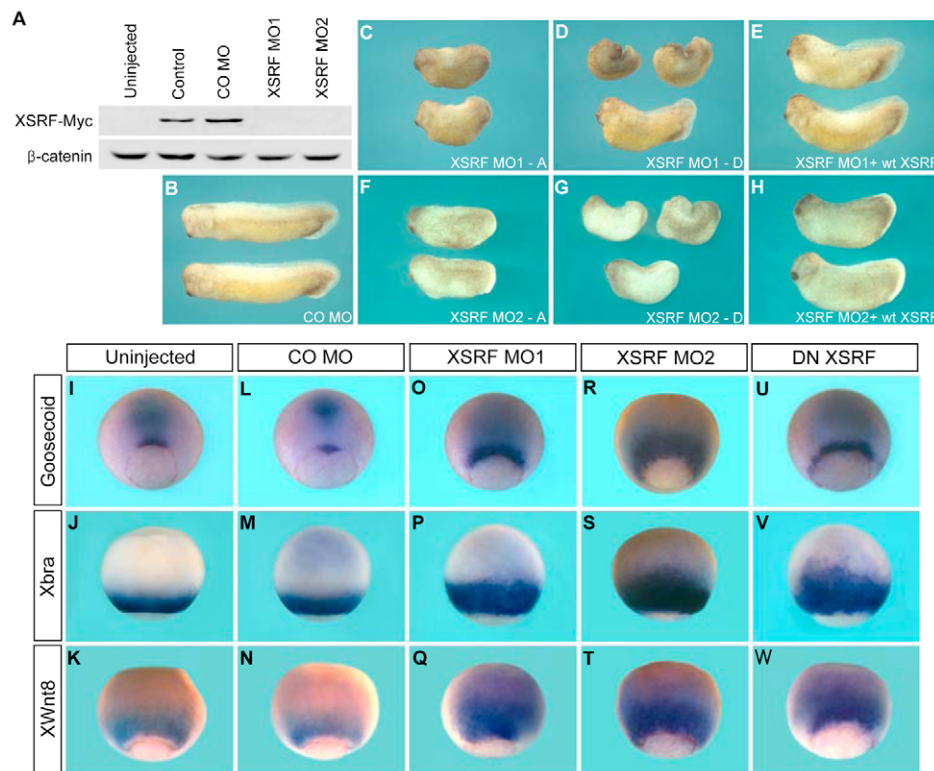 A
Uninjected
Control
CO MO
XSRF MO1
XSRF MO2
XSRF-Myc
β-catenin
B
CO MO
C
XSRF MO1 - A
D
XSRF MO1 - D
E
XSRF MO1+ wt XSRF
F
XSRF MO2 - A
G
XSRF MO2 - D
H
XSRF MO2+ wt XSRF
Uninjected
CO MO
XSRF MO1
XSRF MO2
DN XSRF
Goosecoid
I
L
O
R
U
Xbra
J
M
P
S
V
XWnt8
K
N
Q
T
W